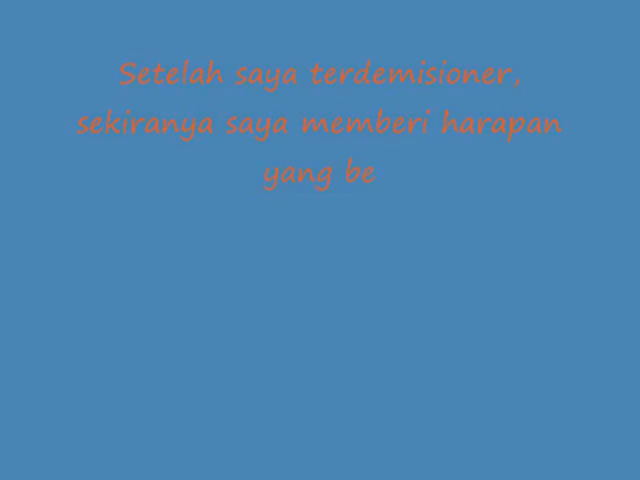 Setelah saya terdemisioner,
sekiranya saya memberi harapan
yang be